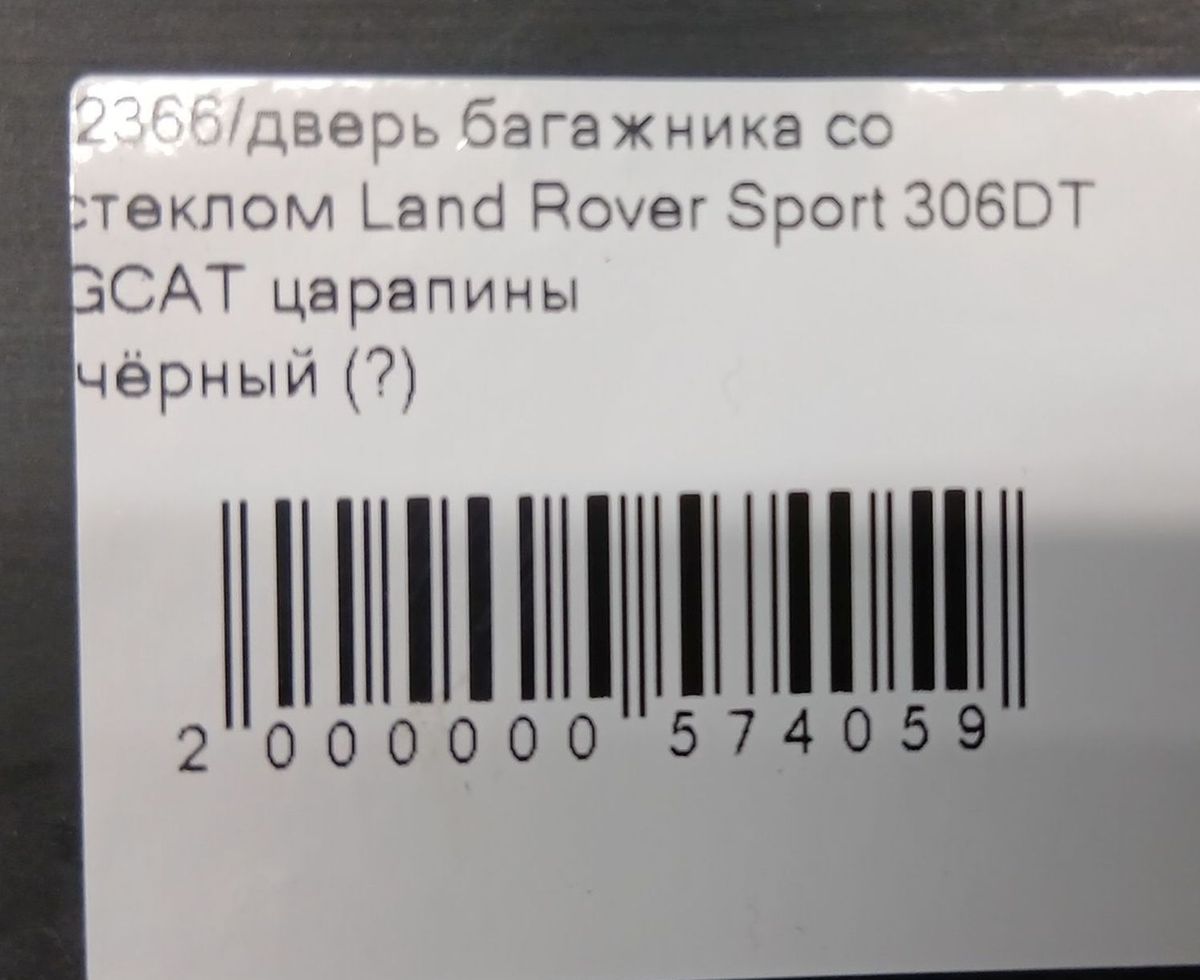 2366/дверь багажника со
стеклом Land Rover Sport 306DT
GCAT царапины
чёрный (?)
2 000000 574059